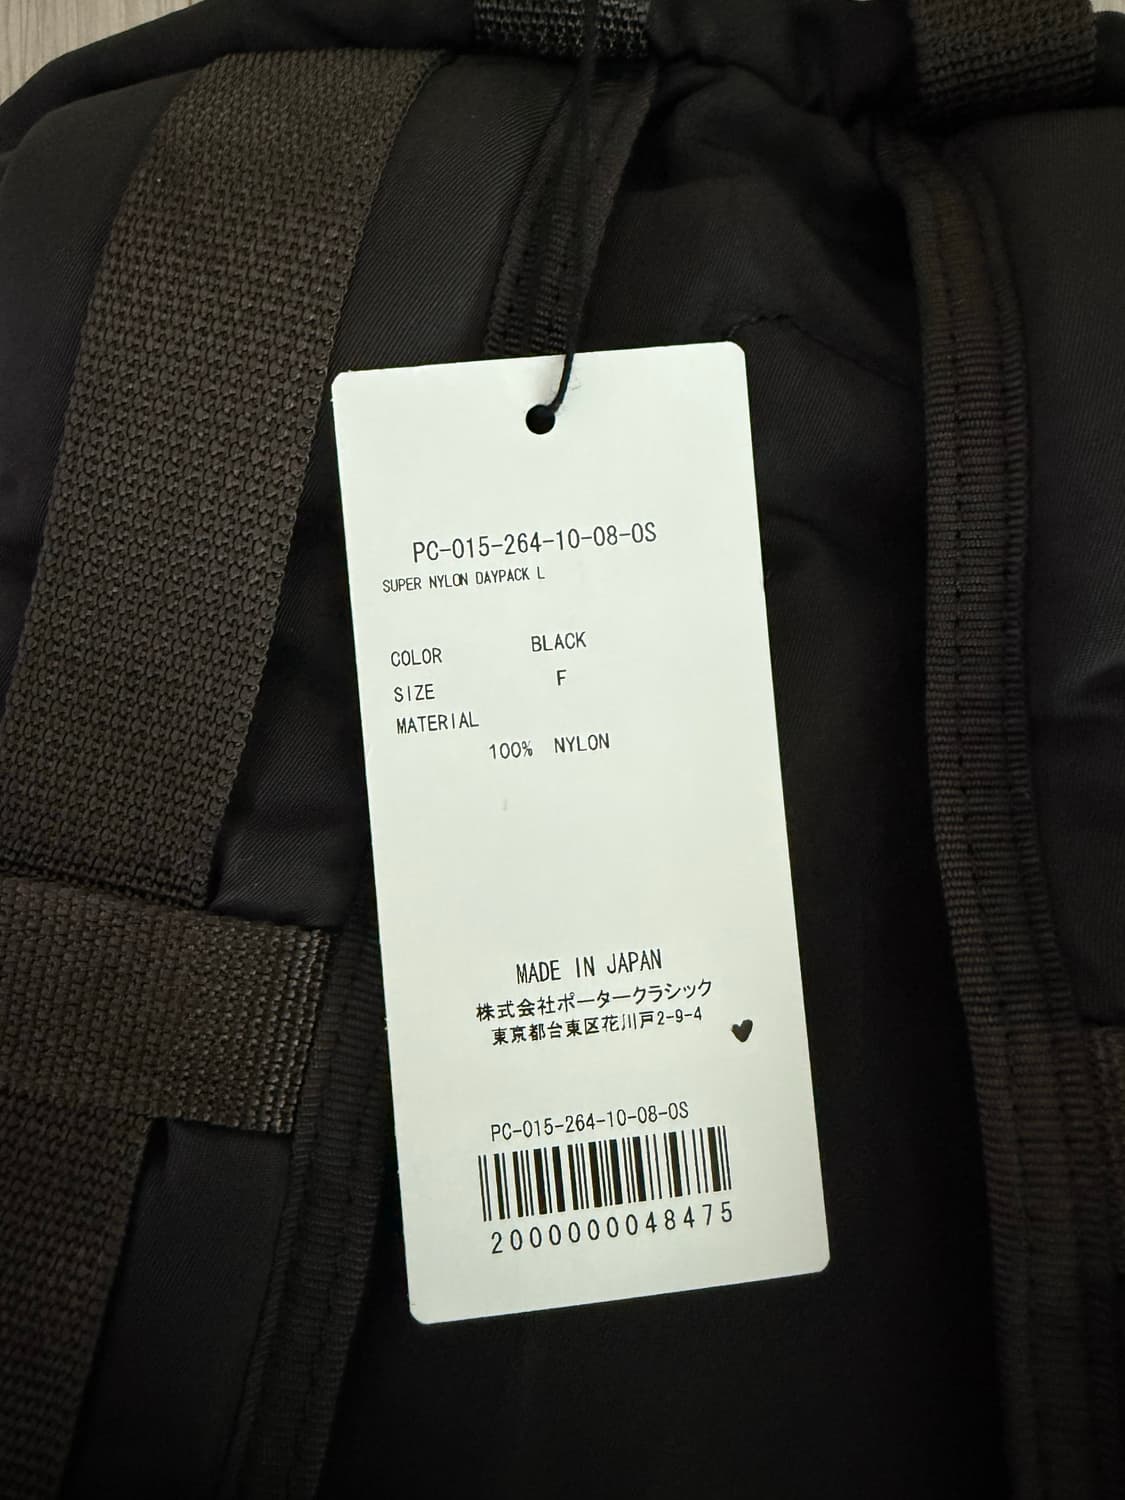 PC-015-264-10-08-OS
SUPER NYLON DAYPACK L
COLOR BLACK
SIZE F
MATERIAL
100% NYLON
MADE IN JAPAN
株式会社ポータークラシック
東京都台東区花川戸2-9-4
PC-015-264-10-08-OS
2000000048475